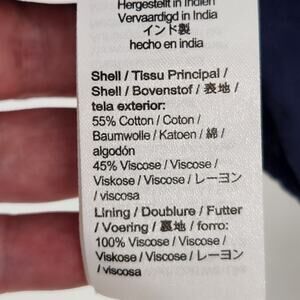 Hergestellt in Indien
Vervaardigd in India
インド製
hecho en india
Shell / Tissu Principal /
Shell / Bovenstof / 表地 /
tela exterior:
55% Cotton / Coton /
Baumwolle / Katoen / 綿 /
algodón
45% Viscose / Viscose /
Viskose / Viscose / レーヨン
/ viscosa
Lining / Doublure / Futter
/ Voering / 裏地 / forro:
100% Viscose / Viscose /
Viskose / Viscose / レーヨン
/ viscosa